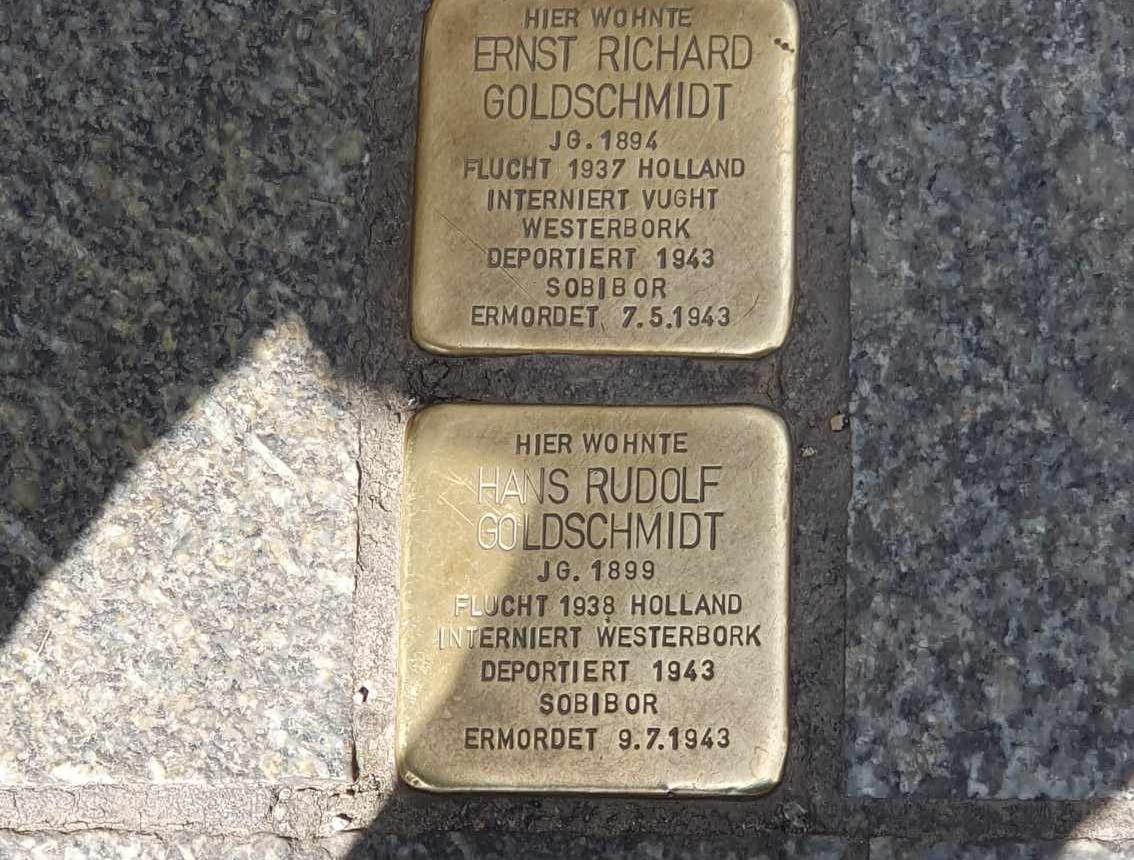 HIER WOHNTE
ERNST RICHARD
GOLDSCHMIDT
JG. 1894
FLUCHT 1937 HOLLAND
INTERNIERT VUGHT
WESTERBORK
DEPORTIERT 1943
SOBIBOR
ERMORDET 7.5.1943
HIER WOHNTE
HANS RUDOLF
GOLDSCHMIDT
JG. 1899
FLUCHT 1938 HOLLAND
INTERNIERT WESTERBORK
DEPORTIERT 1943
SOBIBOR
ERMORDET 9.7.1943